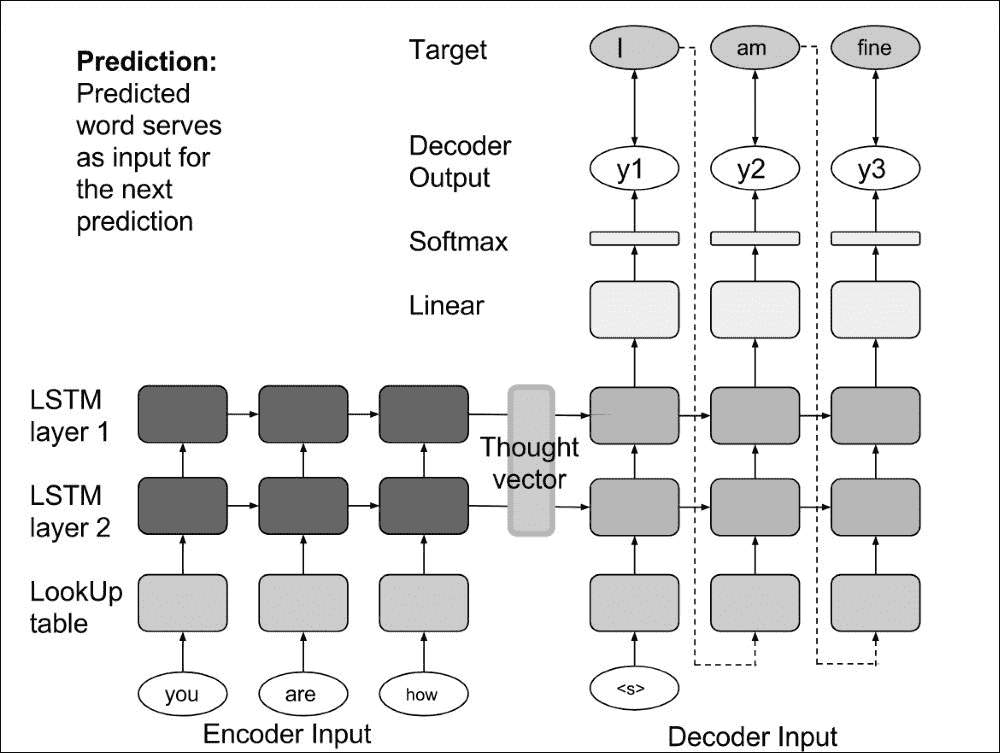 Prediction:
Predicted
word serves
as input for
the next
prediction
Target
I
am
fine
Decoder
Output
y1
y2
y3
Softmax
Linear
LSTM
layer 1
Thought
vector
LSTM
layer 2
LookUp
table
you
are
how
<s>
Encoder Input
Decoder Input